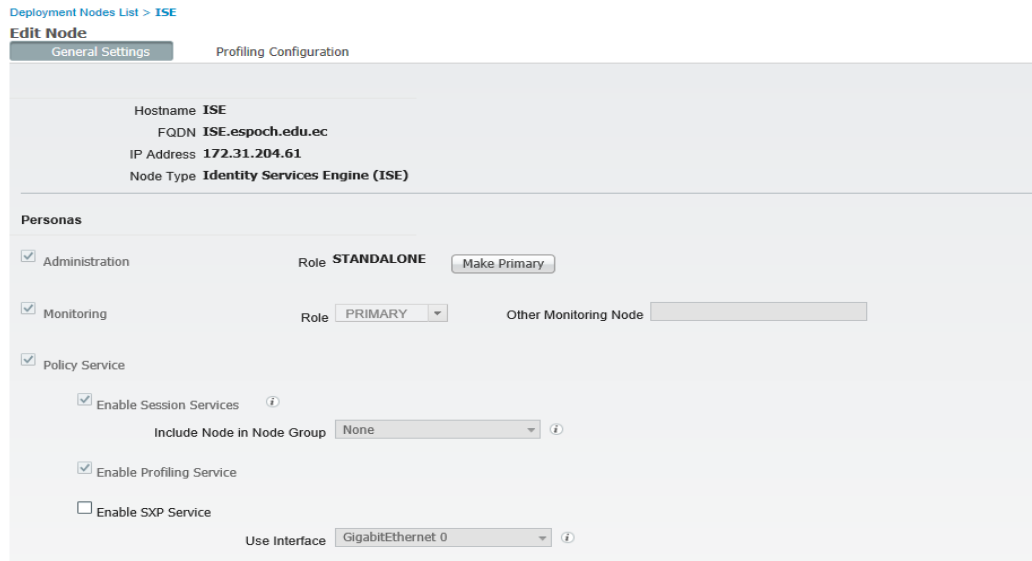 Deployment Nodes List > ISE
Edit Node
General Settings Profiling Configuration
Hostname ISE
FQDN ISE.espoch.edu.ec
IP Address 172.31.204.61
Node Type Identity Services Engine (ISE)
Personas
Administration Role STANDALONE Make Primary
Monitoring Role PRIMARY Other Monitoring Node
Policy Service
Enable Session Services
Include Node in Node Group None
Enable Profiling Service
Enable SXP Service
Use Interface GigabitEthernet 0